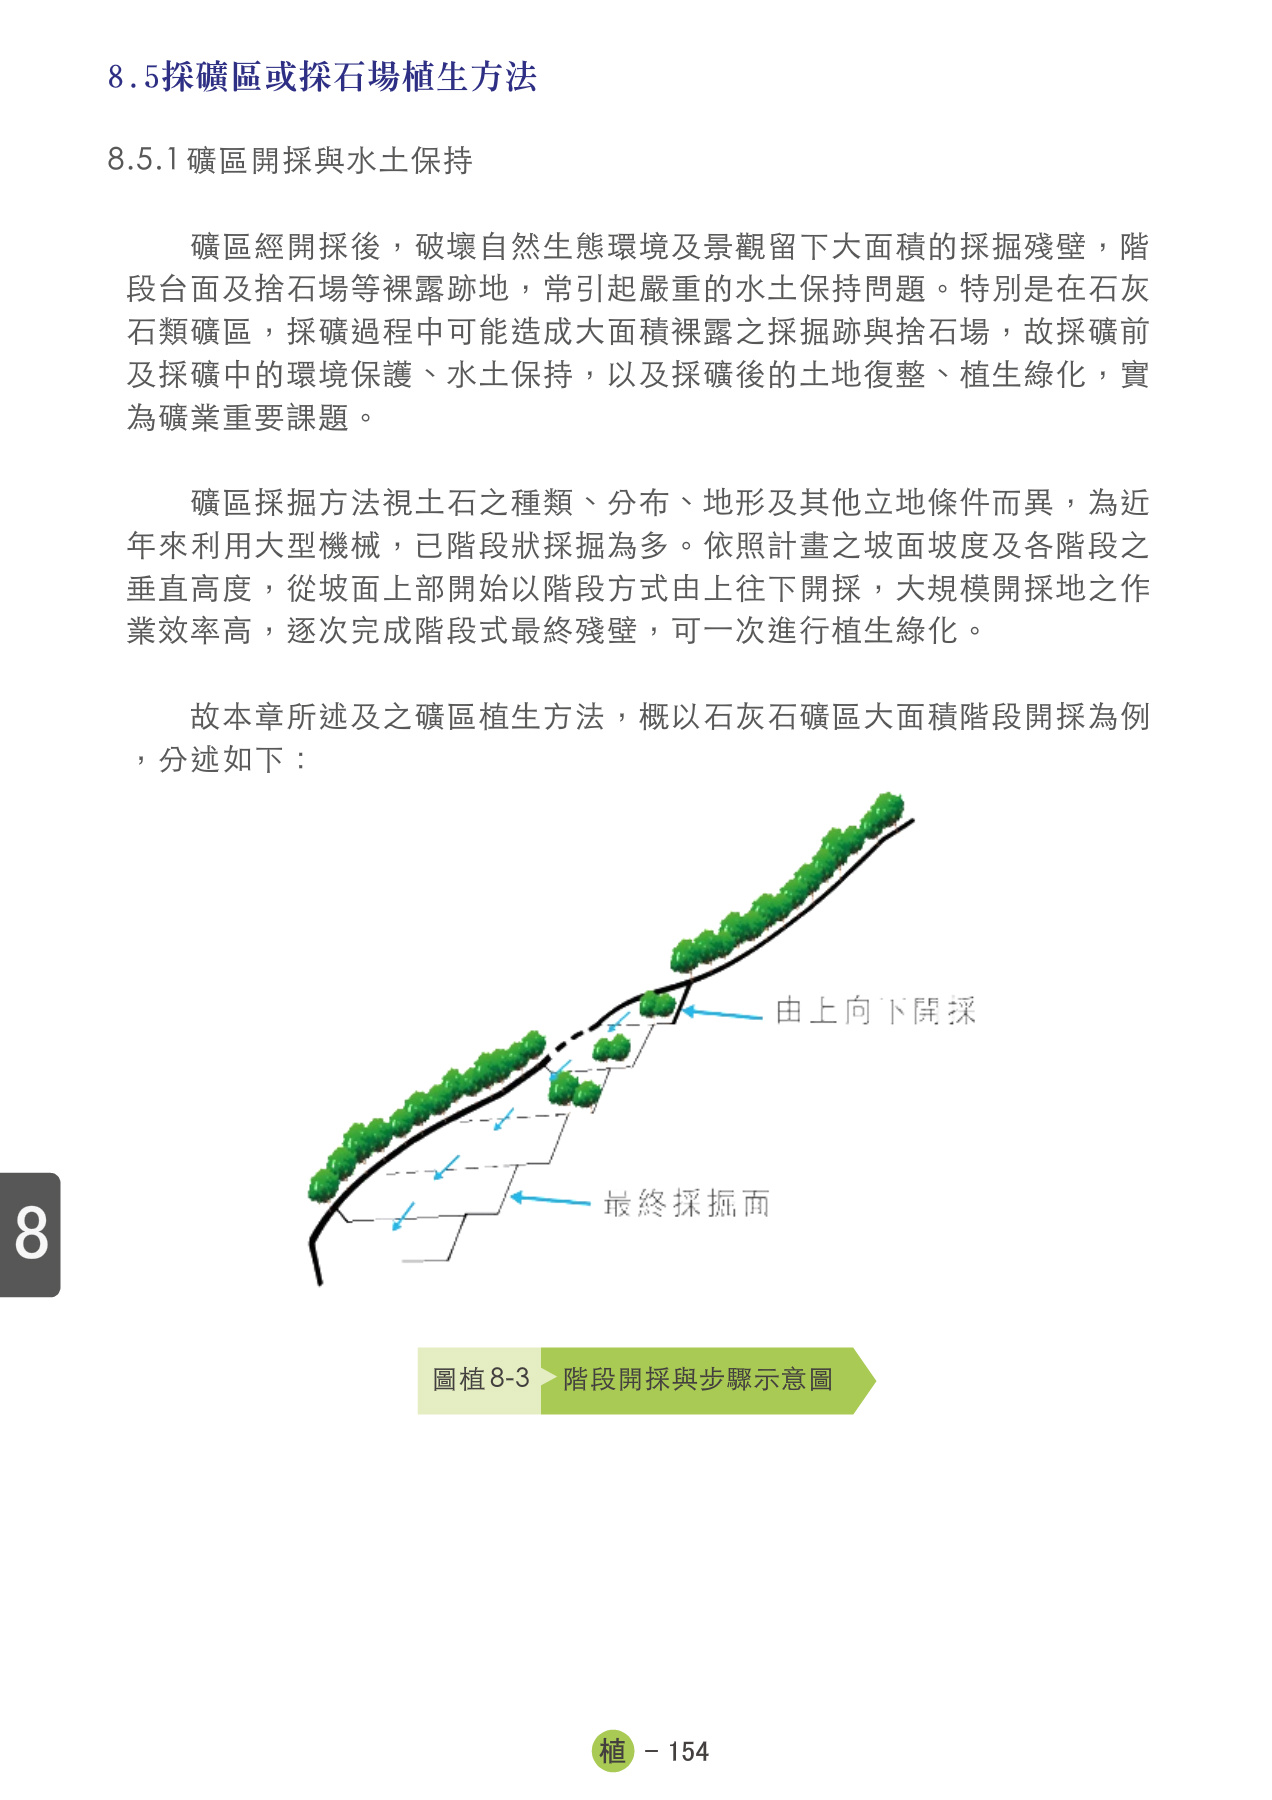 8.5採礦區或採石場植生方法
8.5.1礦區開採與水土保持
礦區經開採後，破壞自然生態環境及景觀留下大面積的採掘殘壁，階
段台面及捨石場等裸露跡地，常引起嚴重的水土保持問題。特別是在石灰
石類礦區，採礦過程中可能造成大面積裸露之採掘跡與捨石場，故採礦前
及採礦中的環境保護、水土保持，以及採礦後的土地復整、植生綠化，實
為礦業重要課題。
礦區採掘方法視土石之種類、分布、地形及其他立地條件而異，為近
年來利用大型機械，已階段狀採掘為多。依照計畫之坡面坡度及各階段之
垂直高度，從坡面上部開始以階段方式由上往下開採，大規模開採地之作
業效率高，逐次完成階段式最終殘壁，可一次進行植生綠化。
故本章所述及之礦區植生方法，概以石灰石礦區大面積階段開採為例
，分述如下：
由上向下開採
最終採掘面
8
圖植8-3 階段開採與步驟示意圖
植 - 154